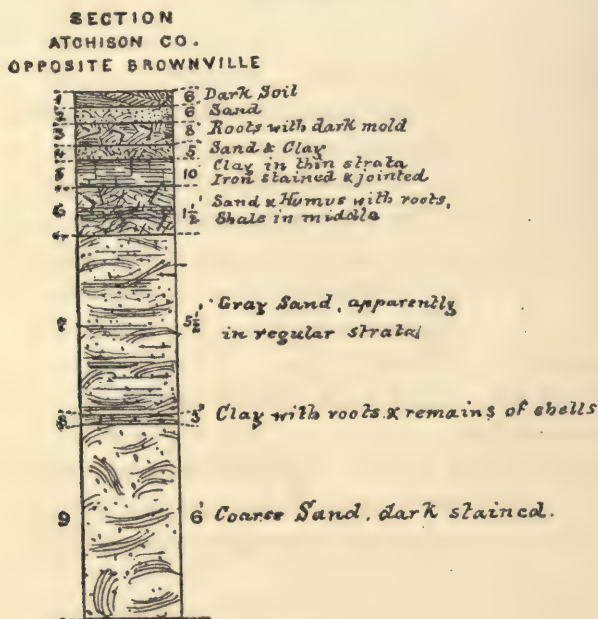 SECTION
ATCHISON CO.
OPPOSITE BROWNVILLE
1 6" Dark Soil
2 6" Sand
3 8" Roots with dark mold
4 5" Sand & Clay
5 10" Clay in thin strata
Iron stained & jointed
6 1½' Sand & Humus with roots,
Shale in middle
7 5½' Gray Sand, apparently
in regular strata
8 3" Clay with roots & remains of shells
9 6' Coarse Sand, dark stained.